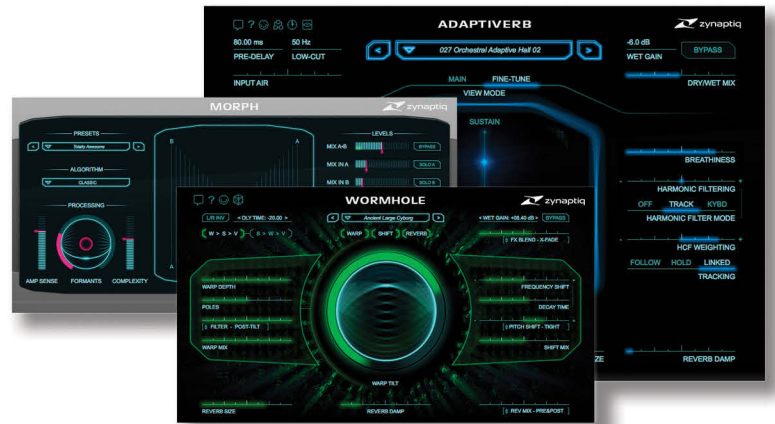 ADAPTIVERB
zynaptiq
80.00 ms
50 Hz
PRE-DELAY
LOW-CUT
027 Orchestral Adaptive Hall 02
-6.0 dB
WET GAIN
BYPASS
INPUT AIR
MAIN
FINE-TUNE
VIEW MODE
DRY/WET MIX
SUSTAIN
BREATHINESS
HARMONIC FILTERING
OFF TRACK KYBD
HARMONIC FILTER MODE
HCF WEIGHTING
FOLLOW HOLD LINKED
TRACKING
ZE
REVERB DAMP
MORPH
zynaptiq
PRESETS
Totally Awesome
ALGORITHM
CLASSIC
PROCESSING
AMP SENSE
FORMANTS
COMPLEXITY
B
A
A
LEVELS
MIX A-B
BYPASS
MIX IN A
SOLO A
MIX IN B
SOLO B
WORMHOLE
zynaptiq
L/R INV
< DLY TIME: -20.00 >
Ancient Large Cyborg
< WET GAIN: +08.40 dB >
BYPASS
( W > S > V )
( S > W > V )
WARP
SHIFT
REVERB
[ FX BLEND - X-FADE ]
WARP DEPTH
FREQUENCY SHIFT
POLES
DECAY TIME
[ FILTER - POST-TILT ]
[ PITCH SHIFT - TIGHT ]
WARP MIX
SHIFT MIX
WARP TILT
REVERB SIZE
REVERB DAMP
[ REV MIX - PRE&POST ]